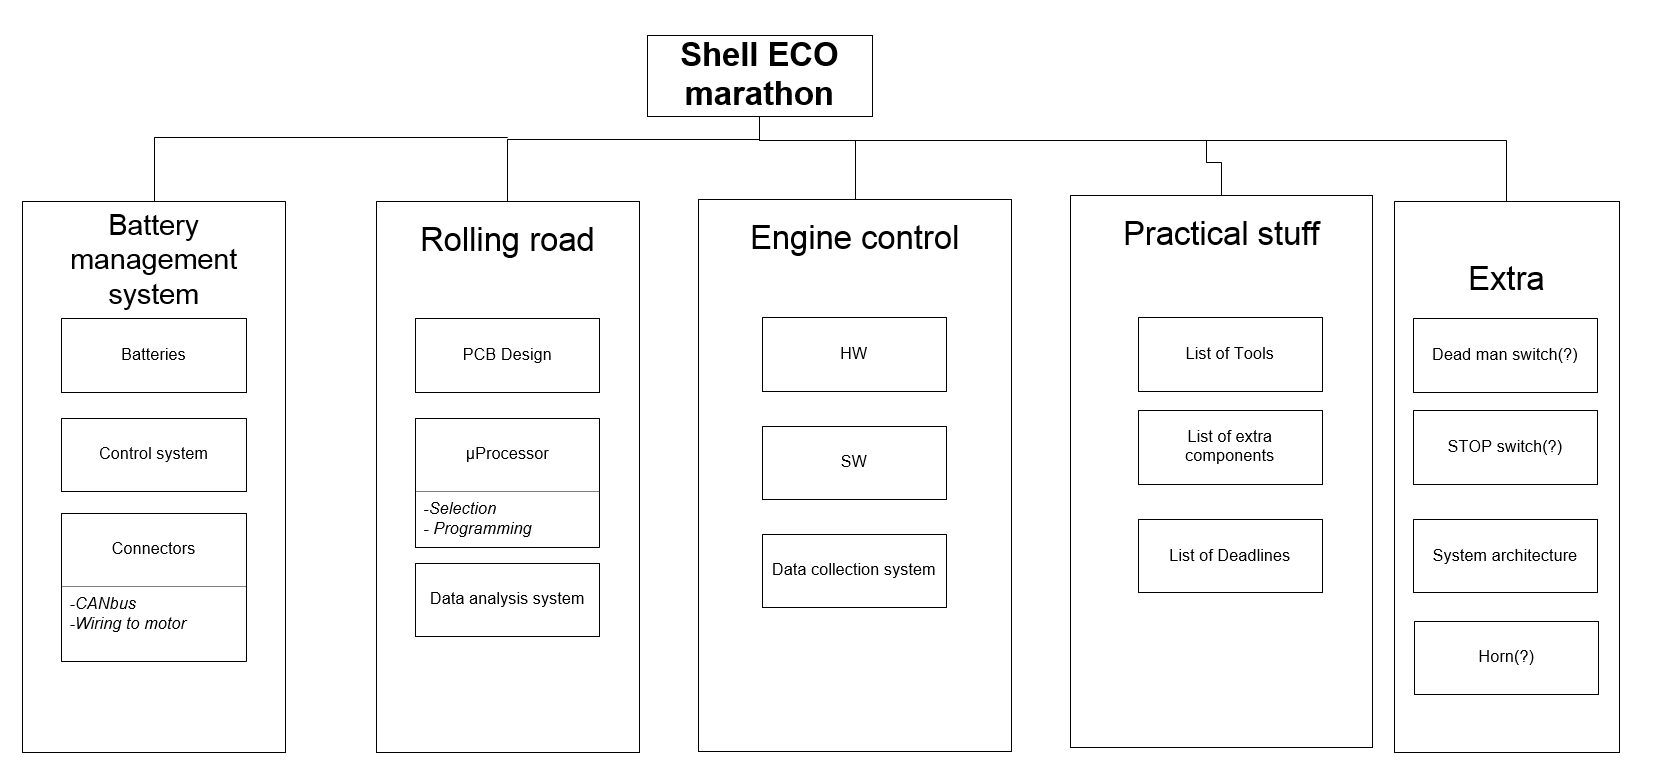 Shell ECO
marathon
Battery
management
system
Batteries
Control system
Connectors
-CANbus
-Wiring to motor
Rolling road
PCB Design
µProcessor
-Selection
- Programming
Data analysis system
Engine control
HW
SW
Data collection system
Practical stuff
List of Tools
List of extra
components
List of Deadlines
Extra
Dead man switch(?)
STOP switch(?)
System architecture
Horn(?)